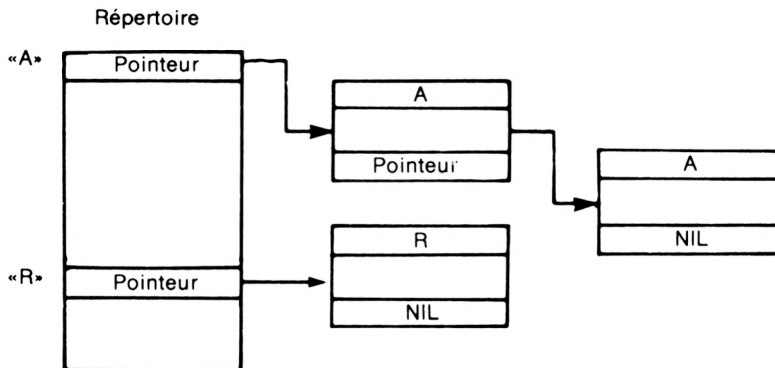 Répertoire
«A»
Pointeur
A
Pointeur
A
NIL
«R»
Pointeur
R
NIL